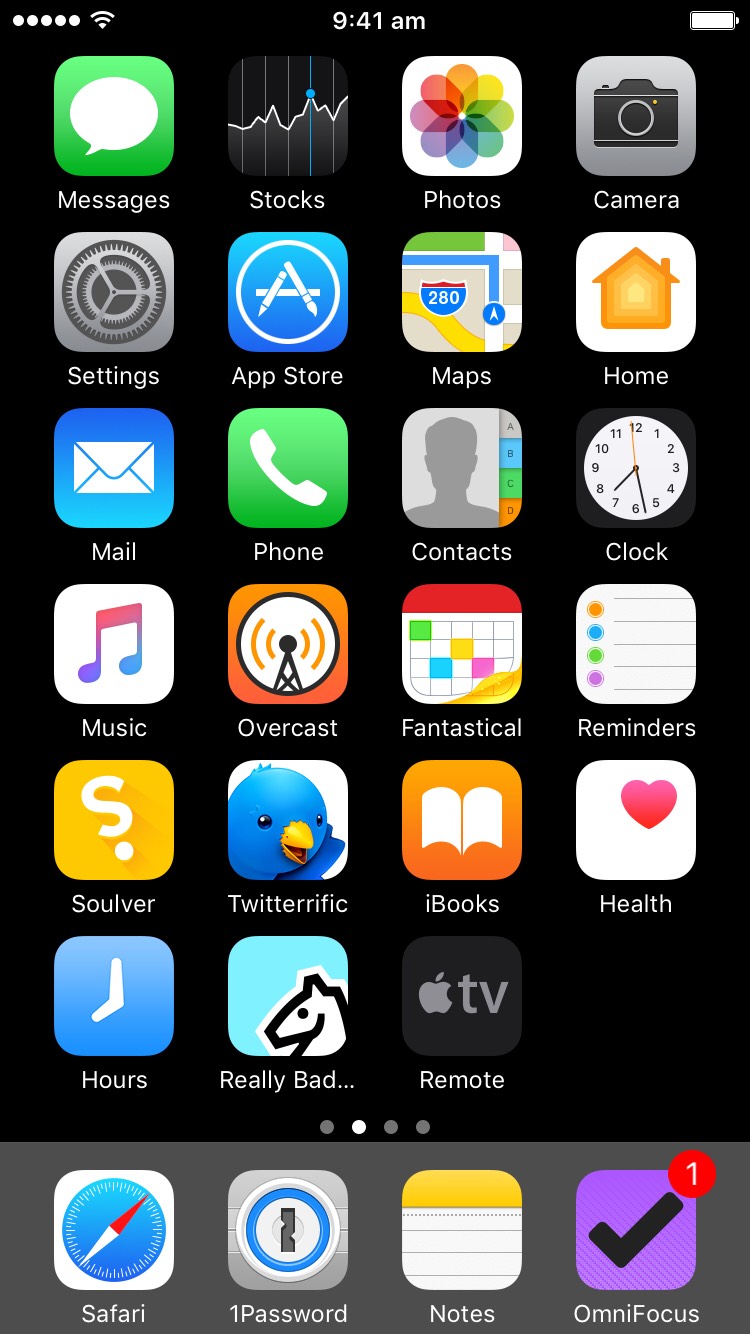 9:41 am
Messages Stocks Photos Camera
280
Settings App Store Maps Home
A
B
C
D
12
11 1
10 2
9 3
8 4
7 5
6
Mail Phone Contacts Clock
Music Overcast Fantastical Reminders
Soulver Twitterrific iBooks Health
tv
Hours Really Bad... Remote
1
Safari 1Password Notes OmniFocus